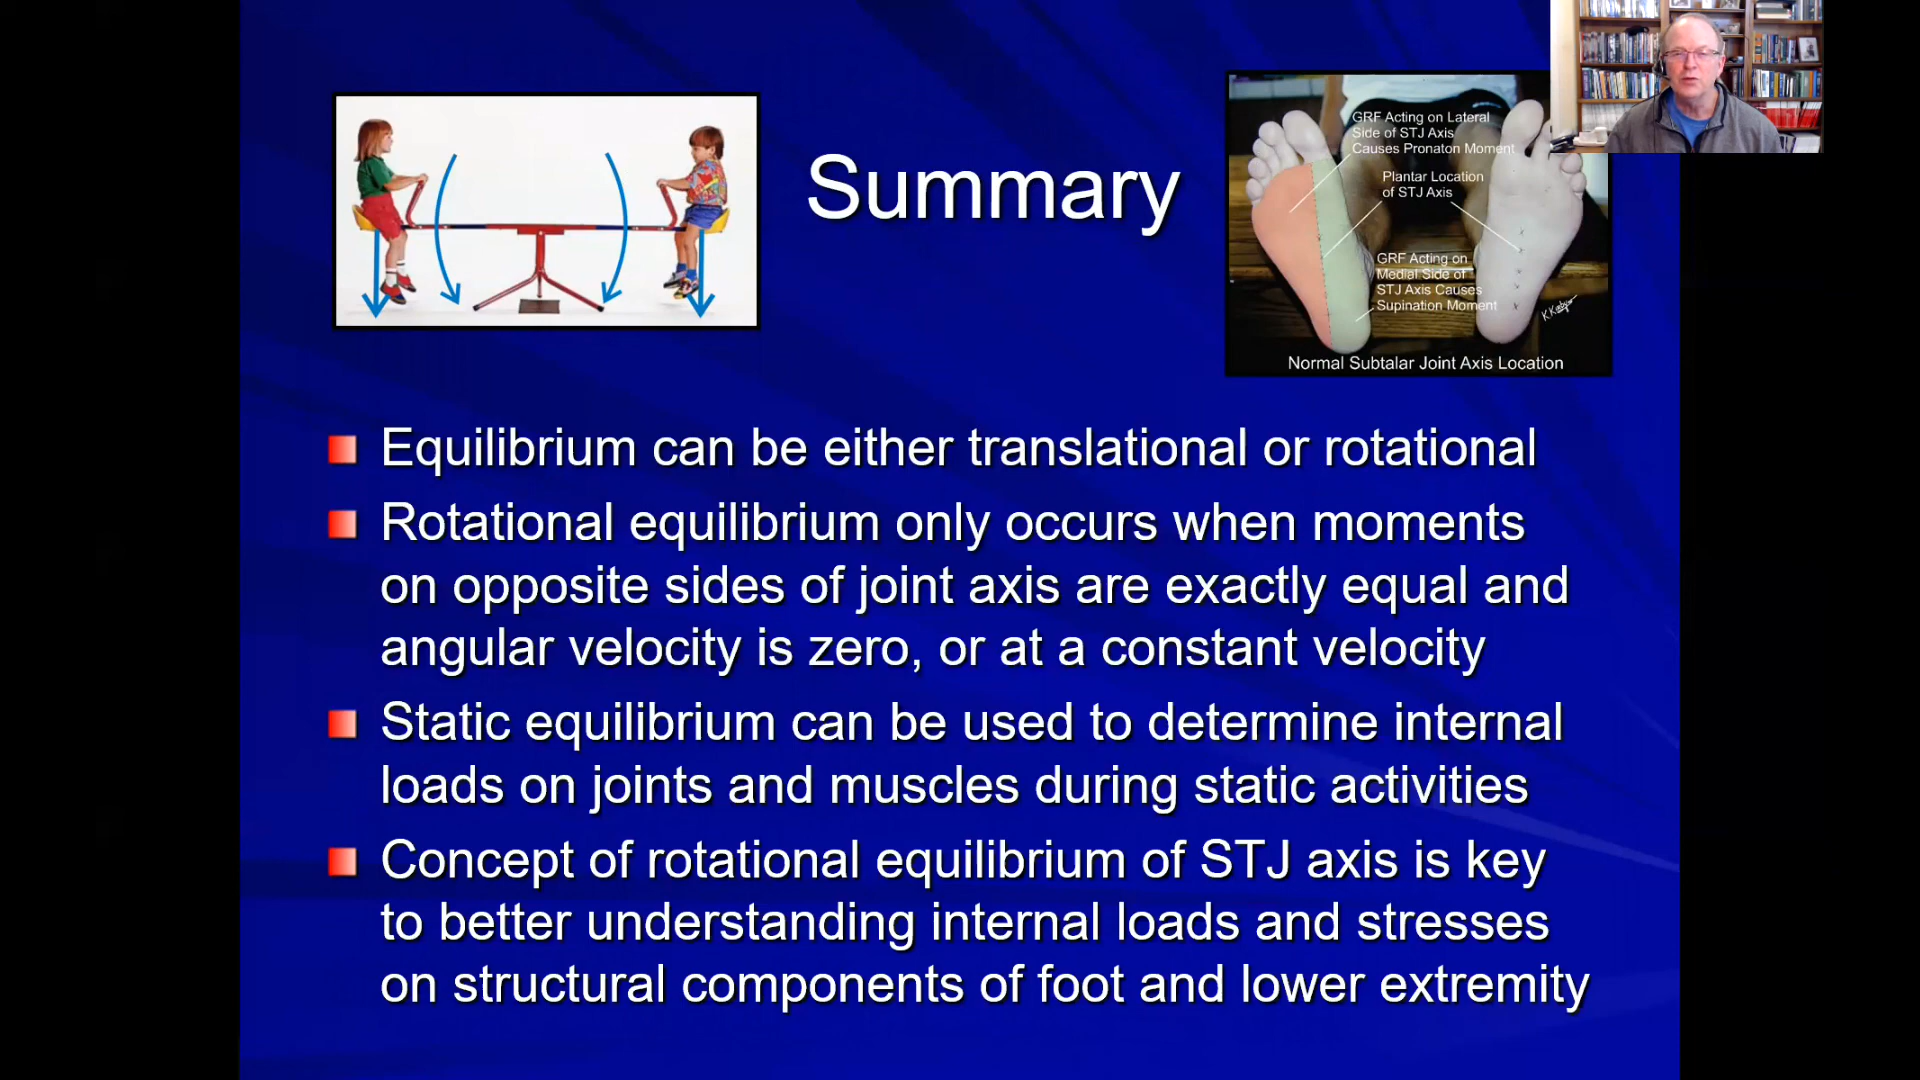 Summary
GRF Acting on Lateral
Side of STJ Axis
Causes Pronaton Moment
Plantar Location
of STJ Axis
GRF Acting on
Medial Side of
STJ Axis Causes
Supination Moment
K Kirby
Normal Subtalar Joint Axis Location
Equilibrium can be either translational or rotational
Rotational equilibrium only occurs when moments
on opposite sides of joint axis are exactly equal and
angular velocity is zero, or at a constant velocity
Static equilibrium can be used to determine internal
loads on joints and muscles during static activities
Concept of rotational equilibrium of STJ axis is key
to better understanding internal loads and stresses
on structural components of foot and lower extremity